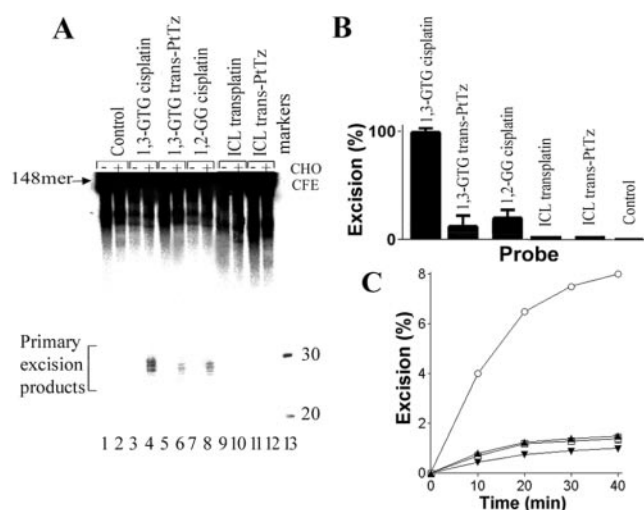 A
Control
1,3-GTG cisplatin
1,3-GTG trans-PtTz
1,2-GG cisplatin
ICL transplatin
ICL trans-PtTz
markers
- + - + - + - + - + - + CHO
CFE
148mer
Primary
excision
products
30
20
1 2 3 4 5 6 7 8 9 10 11 12 13
B
Excision (%)
100
0
1,3-GTG cisplatin
1,3-GTG trans-PtTz
1,2-GG cisplatin
ICL transplatin
ICL trans-PtTz
Control
Probe
C
Excision (%)
8
6
4
2
0
0 10 20 30 40
Time (min)